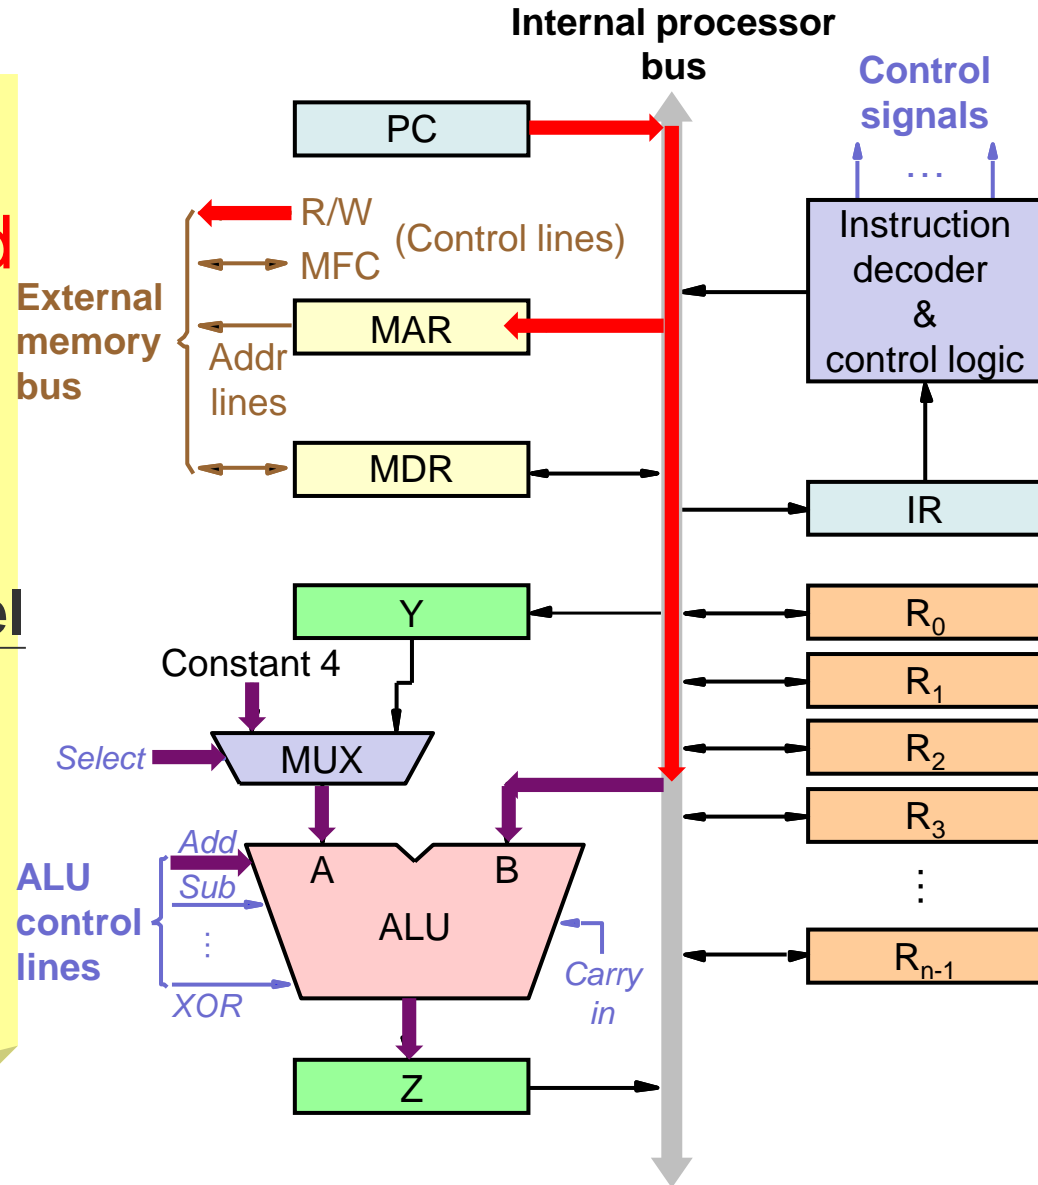 Internal processor
bus
Control
signals
...
PC
R/W
(Control lines)
MFC
External
memory
bus
MAR
Addr
lines
MDR
Instruction
decoder
&
control logic
IR
Y
Constant 4
Select
MUX
R0
R1
R2
R3
⋮
Rn-1
ALU
control
lines
Add
Sub
⋮
XOR
A
B
ALU
Carry
in
Z